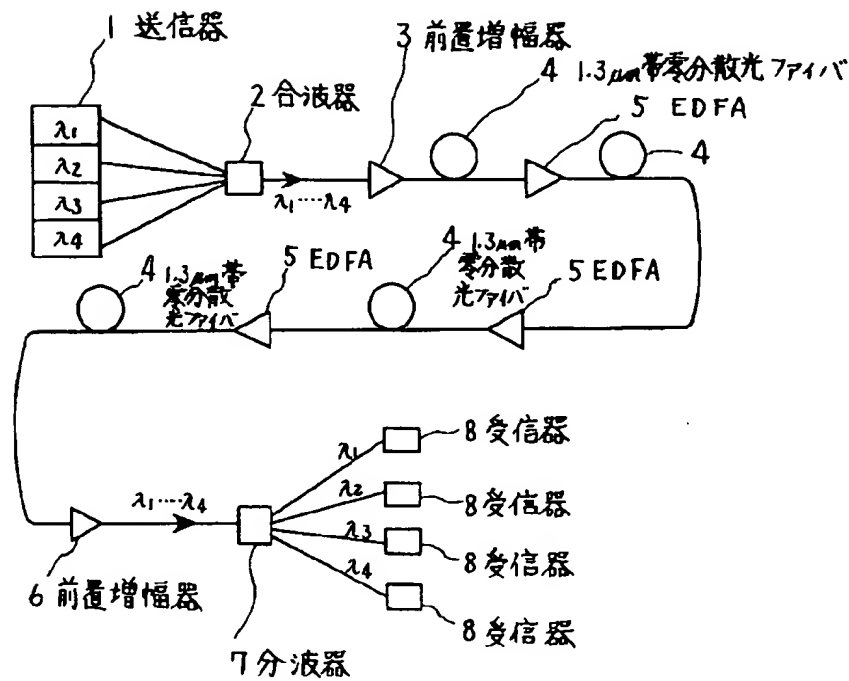 1 送信器
3 前置増幅器
4 1.3μm帯零分散光ファイバ
2 合波器
5 EDFA
4
λ1
λ2
λ3
λ4
λ1‥‥λ4
4 1.3μm帯
零分散
光ファイバ
5 EDFA
4 1.3μm帯
零分散
光ファイバ
5 EDFA
8 受信器
λ1
8 受信器
λ2
λ1‥‥λ4
8 受信器
λ3
λ4
8 受信器
6 前置増幅器
7 分波器